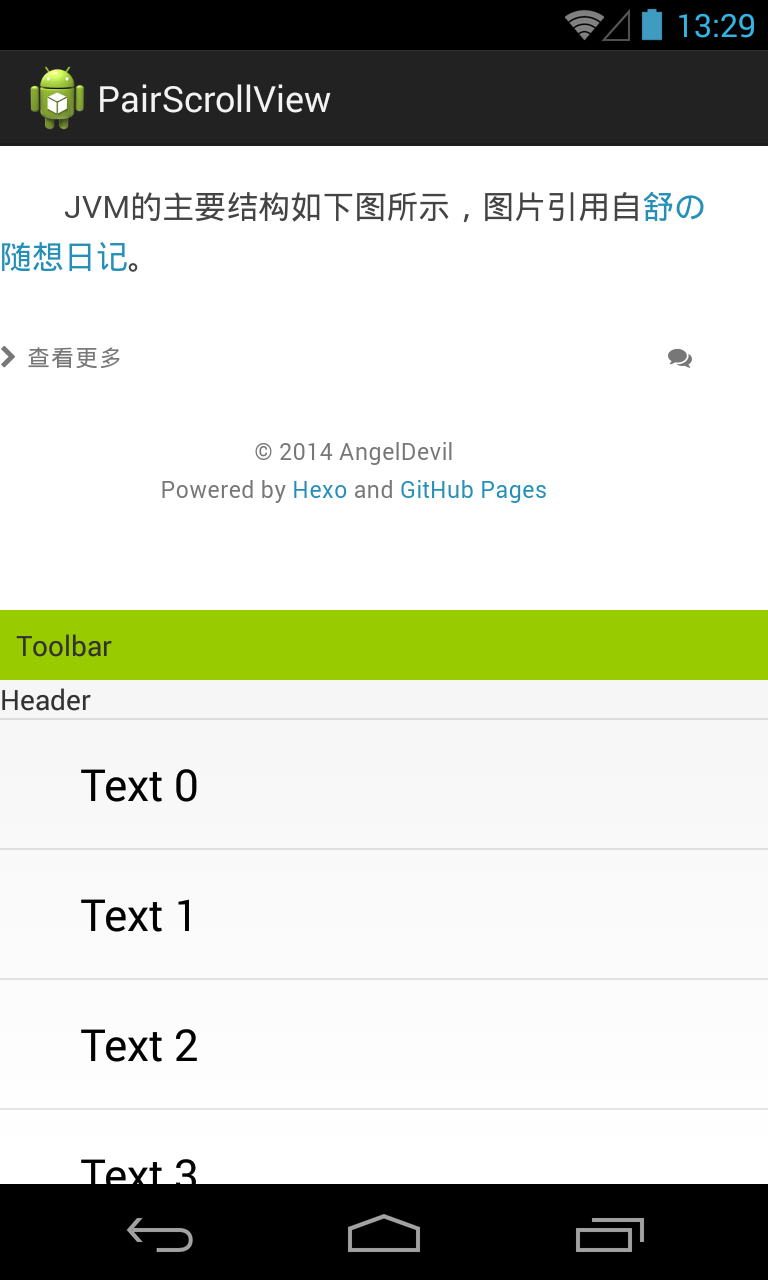 13:29
PairScrollView
JVM的主要结构如下图所示，图片引用自舒の
随想日记。
查看更多
© 2014 AngelDevil
Powered by Hexo and GitHub Pages
Toolbar
Header
Text 0
Text 1
Text 2
Text 3